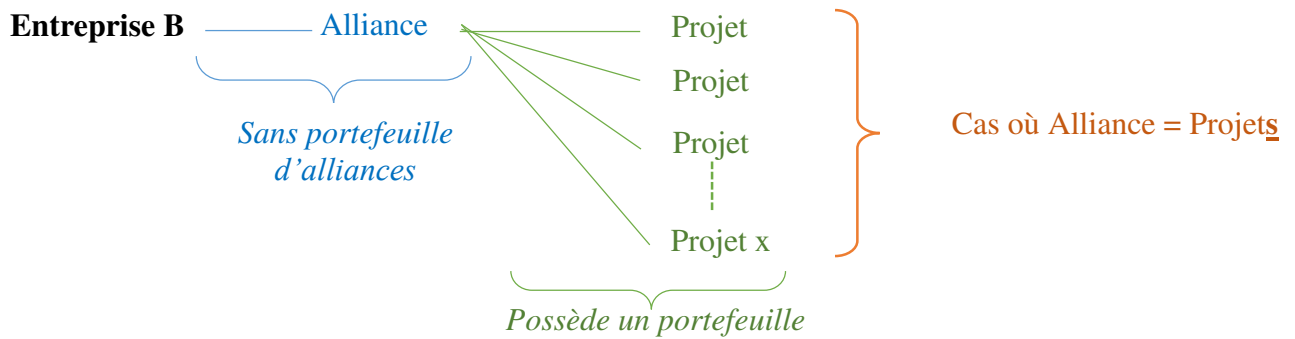 Entreprise B
Alliance
Projet
Projet
Projet
Projet x
Sans portefeuille
d'alliances
Cas où Alliance = Projets
Possède un portefeuille